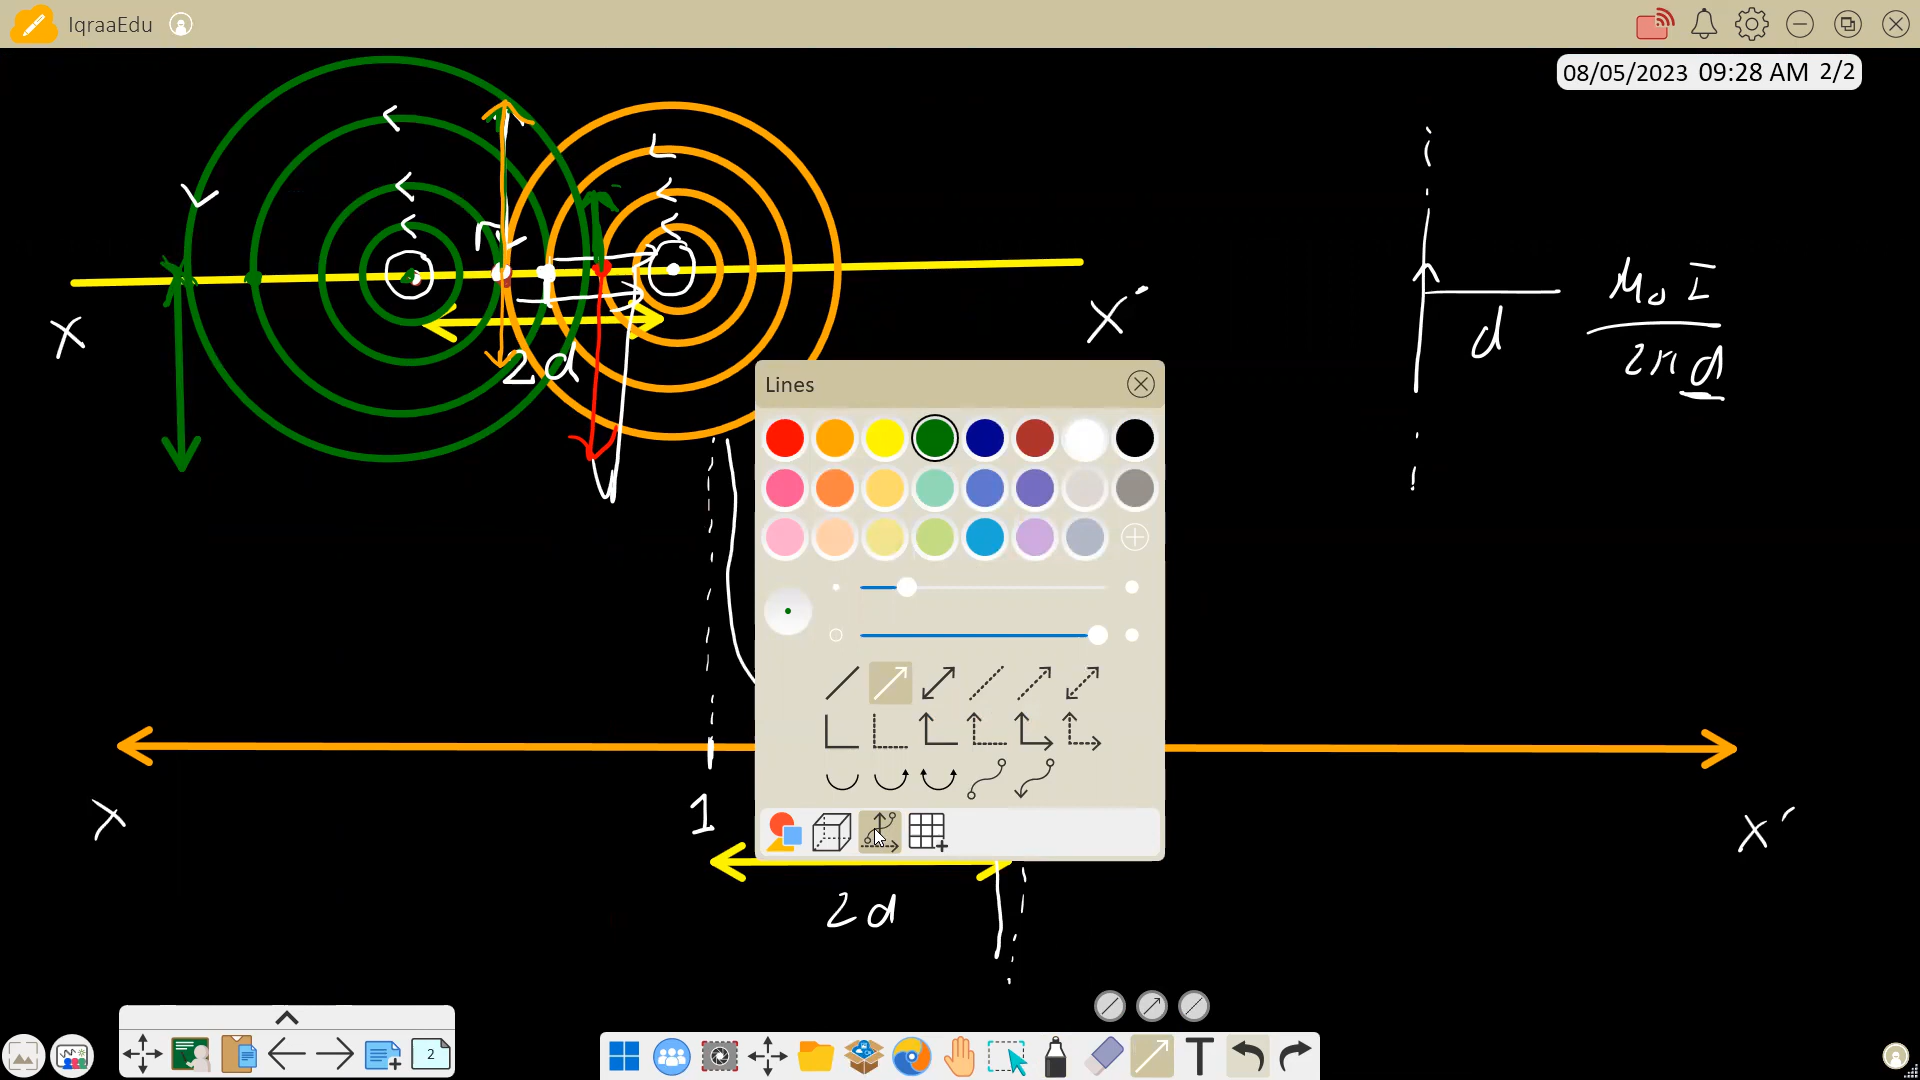 IqraaEdu
08/05/2023 09:28 AM 2/2
X
X'
2d
d
μ₀ I
2π d
Lines
X
1
X'
2d
2
T